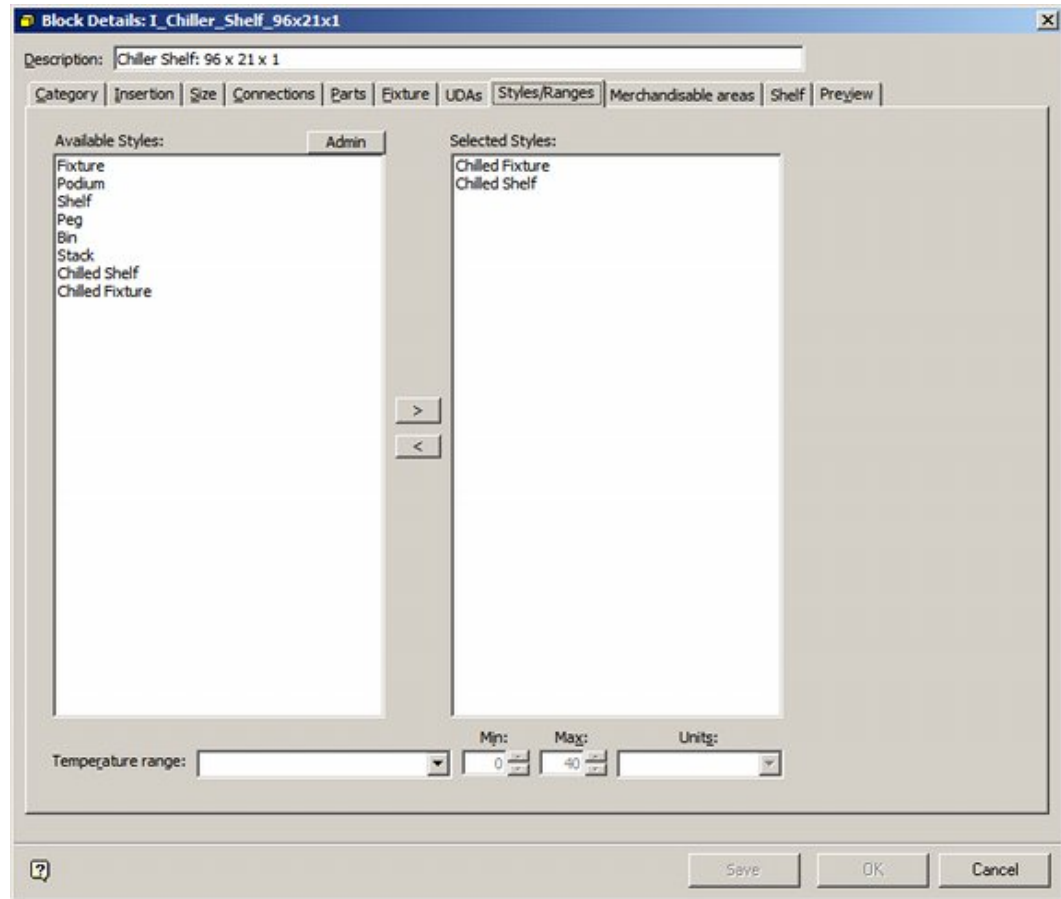 Block Details: I_Chiller_Shelf_96x21x1
Description: Chiller Shelf: 96 x 21 x 1
Category Insertion Size Connections Parts Fixture UDAs Styles/Ranges Merchandisable areas Shelf Preview
Available Styles: Admin Selected Styles:
Fixture Chilled Fixture
Podium Chilled Shelf
Shelf
Peg
Bin
Stack
Chilled Shelf
Chilled Fixture
>
<
Min: Max: Units:
Temperature range: 0 40
Save OK Cancel